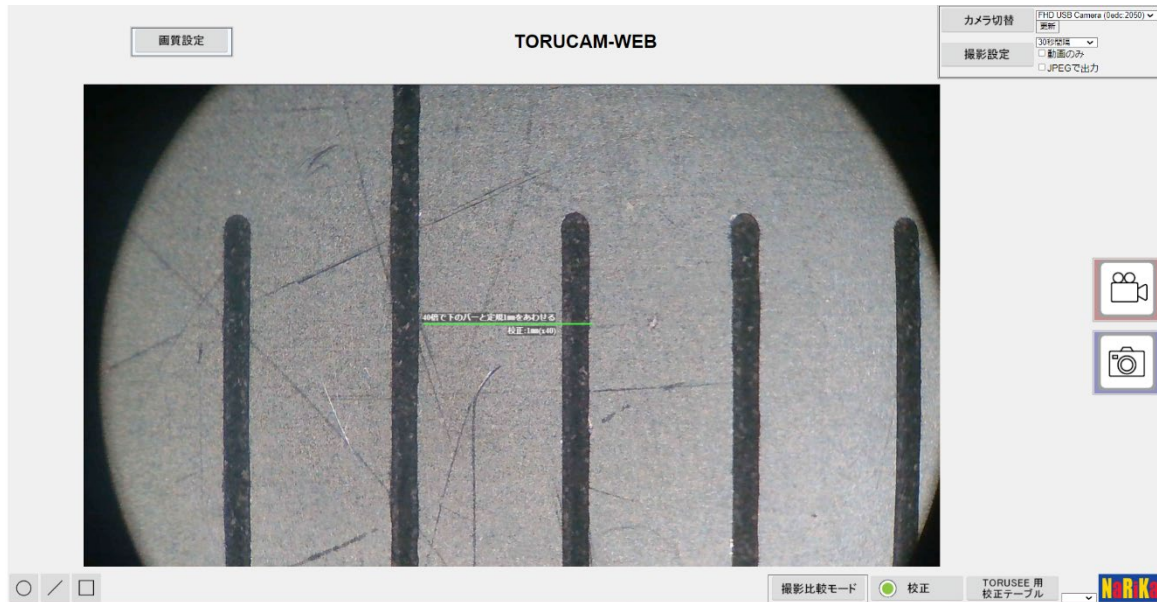 画質設定
TORUCAM-WEB
カメラ切替
FHD USB Camera (0edc:2050)
更新
撮影設定
30秒間隔
動画のみ
JPEGで出力
40倍で下のバーと定規1mmをあわせる
校正:1mm(x40)
撮影比較モード
校正
TORUSEE 用
校正テーブル
NaRiKa